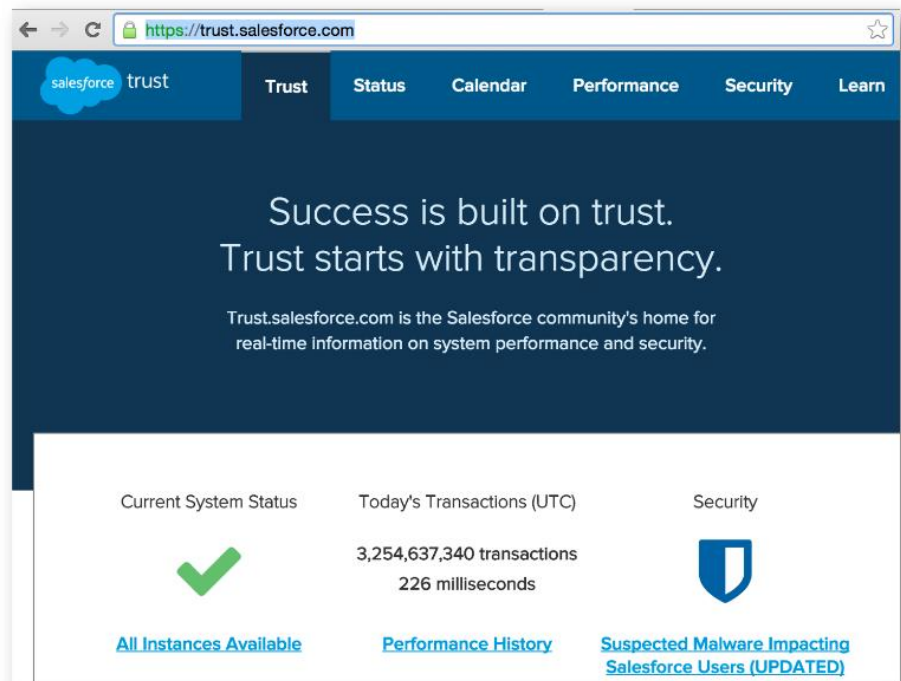 https://trust.salesforce.com
salesforce trust
Trust Status Calendar Performance Security Learn
Success is built on trust.
Trust starts with transparency.
Trust.salesforce.com is the Salesforce community's home for
real-time information on system performance and security.
Current System Status
Today's Transactions (UTC)
Security
3,254,637,340 transactions
226 milliseconds
All Instances Available
Performance History
Suspected Malware Impacting
Salesforce Users (UPDATED)